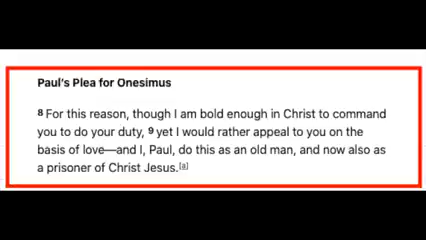 Paul's Plea for Onesimus
8 For this reason, though I am bold enough in Christ to command
you to do your duty, 9 yet I would rather appeal to you on the
basis of love—and I, Paul, do this as an old man, and now also as
a prisoner of Christ Jesus.[a]